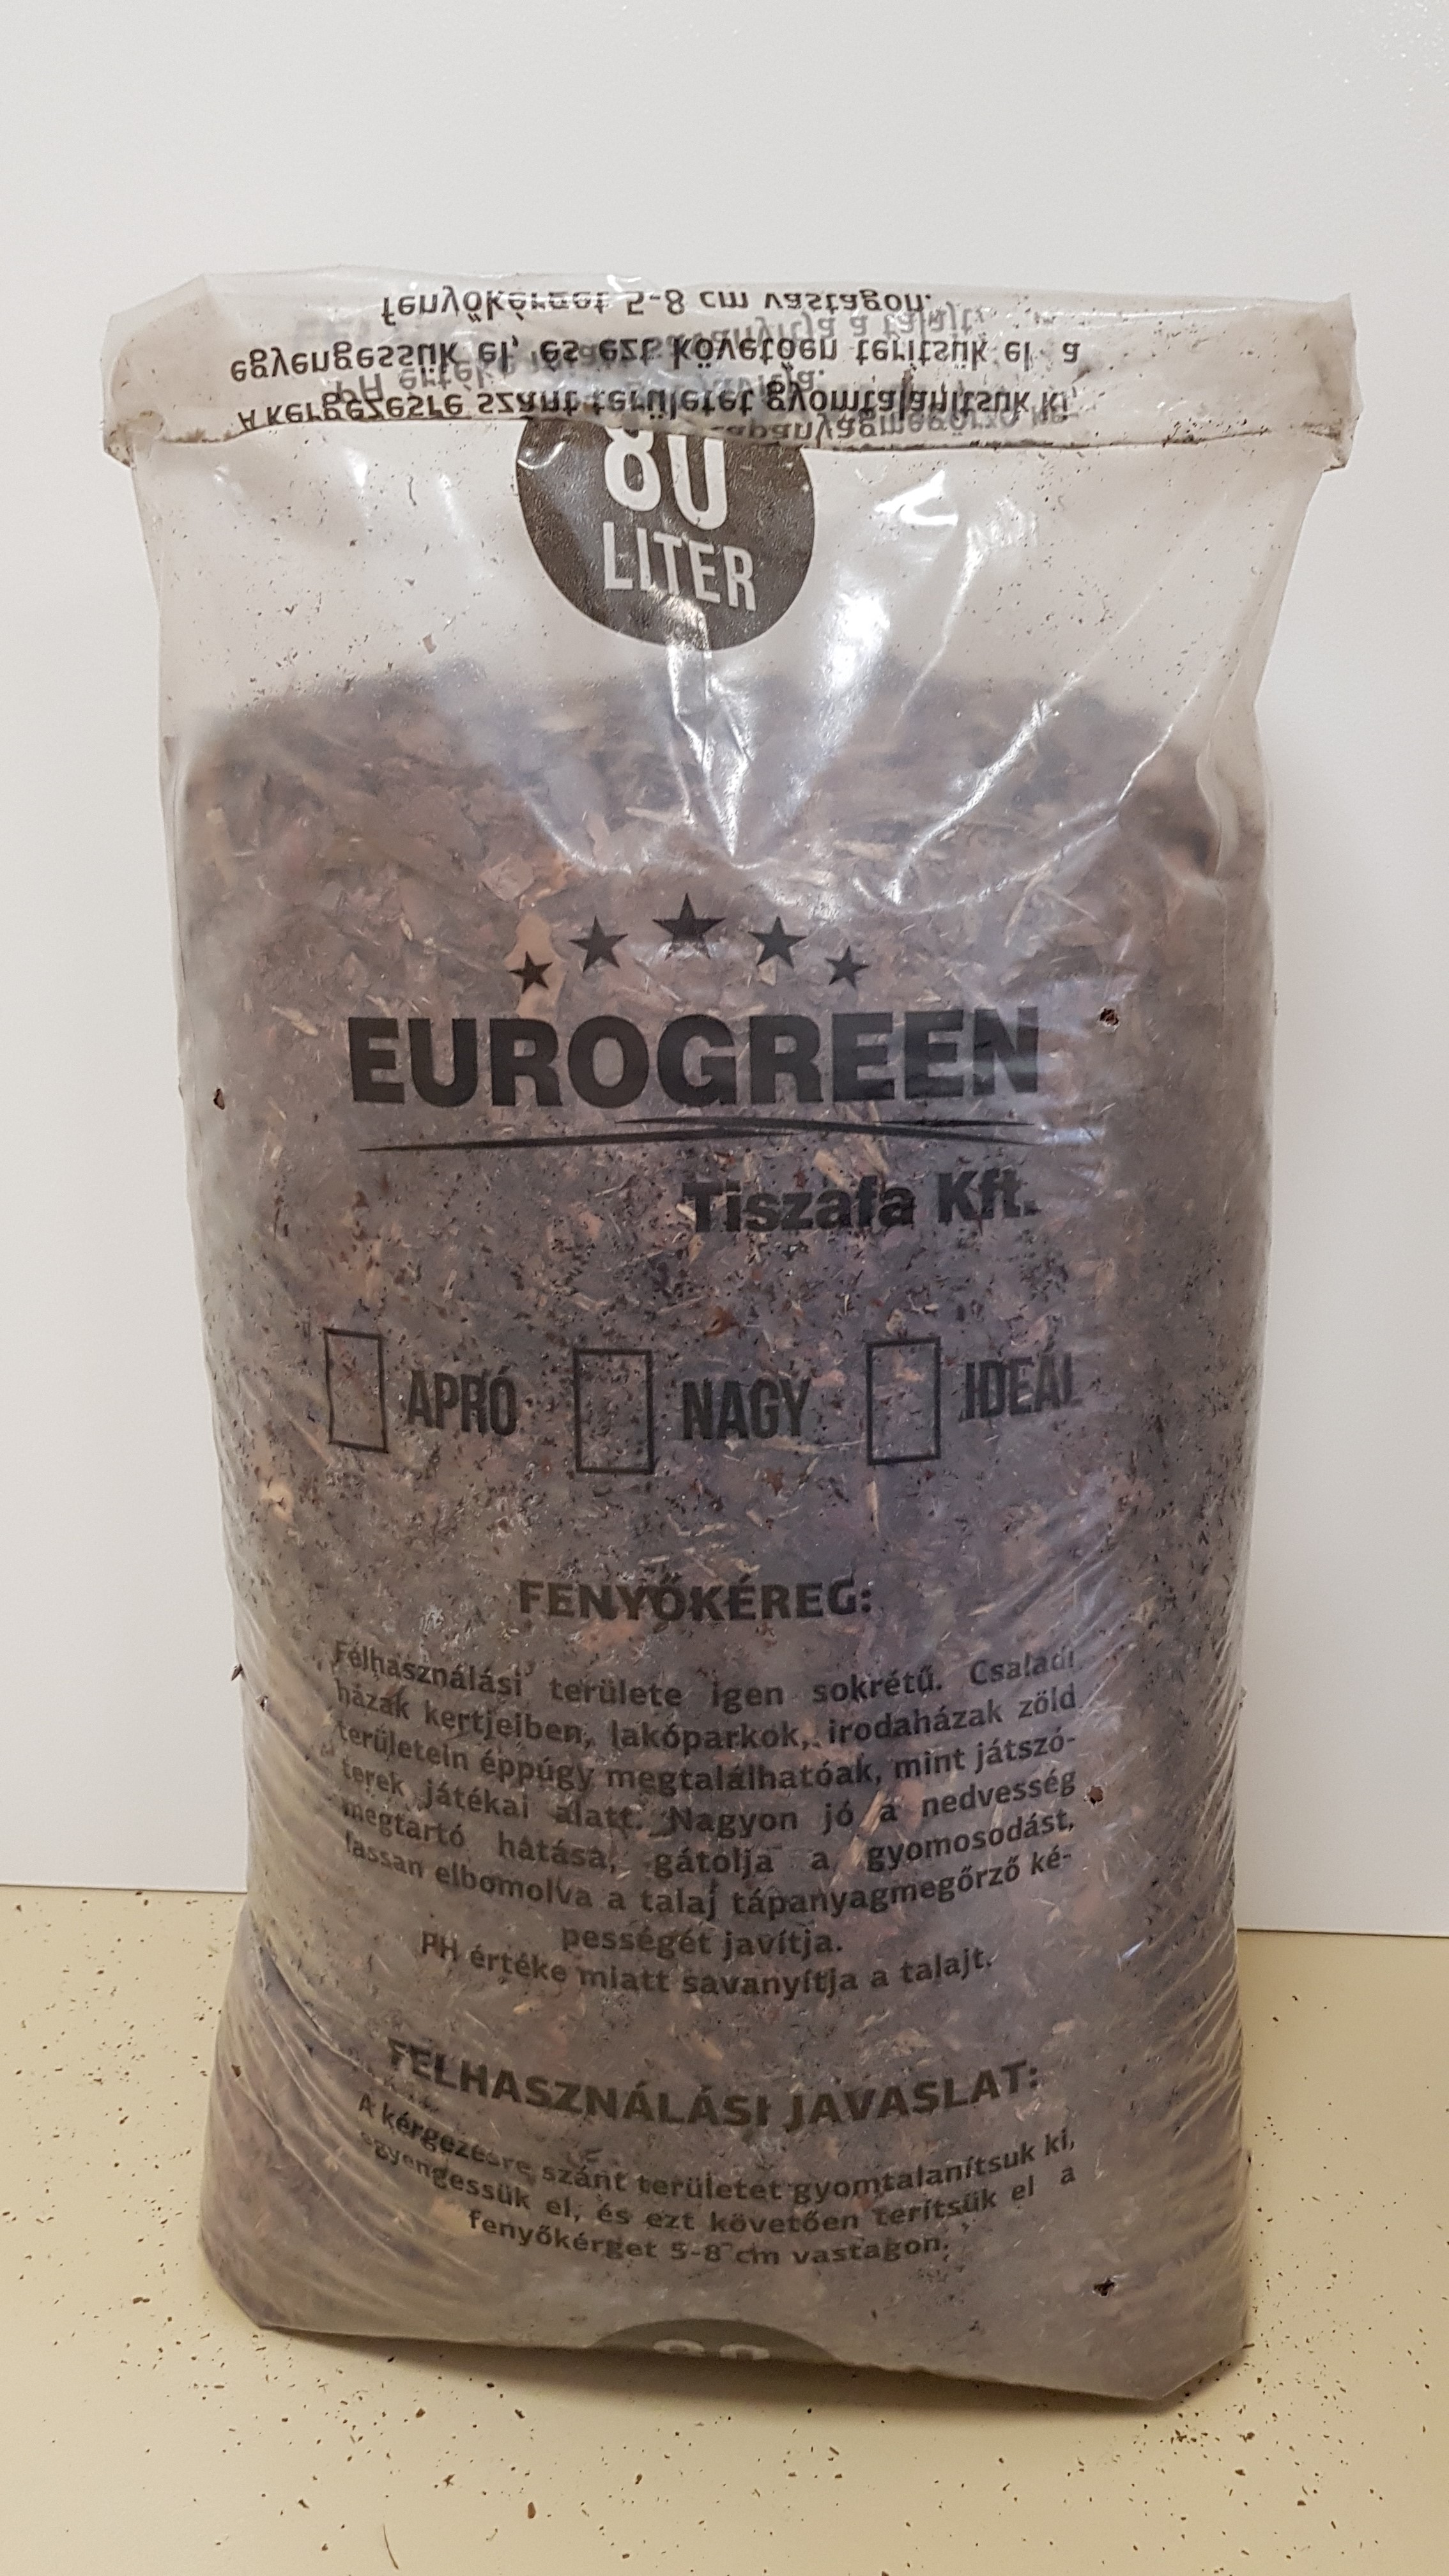 fenyőkérget 5-8 cm vastagon.
egyengessük el, és ezt követően terítsük el a
A kérgezésre szánt területet gyomtalanítsuk ki,
80
LITER
EUROGREEN
Tiszafa Kft.
APRÓ NAGY IDEÁL
FENYŐKÉREG:
Felhasználási területe igen sokrétű. Családi
házak kertjeiben, lakóparkok, irodaházak zöld
területein éppúgy megtalálhatóak, mint játszó-
terek játékai alatt. Nagyon jó a nedvesség
megtartó hatása, gátolja a gyomosodást,
lassan elbomolva a talaj tápanyagmegőrző ké-
pességét javítja.
PH értéke miatt savanyítja a talajt.
FELHASZNÁLÁSI JAVASLAT:
A kérgezésre szánt területet gyomtalanítsuk ki,
egyengessük el, és ezt követően terítsük el a
fenyőkérget 5-8 cm vastagon.